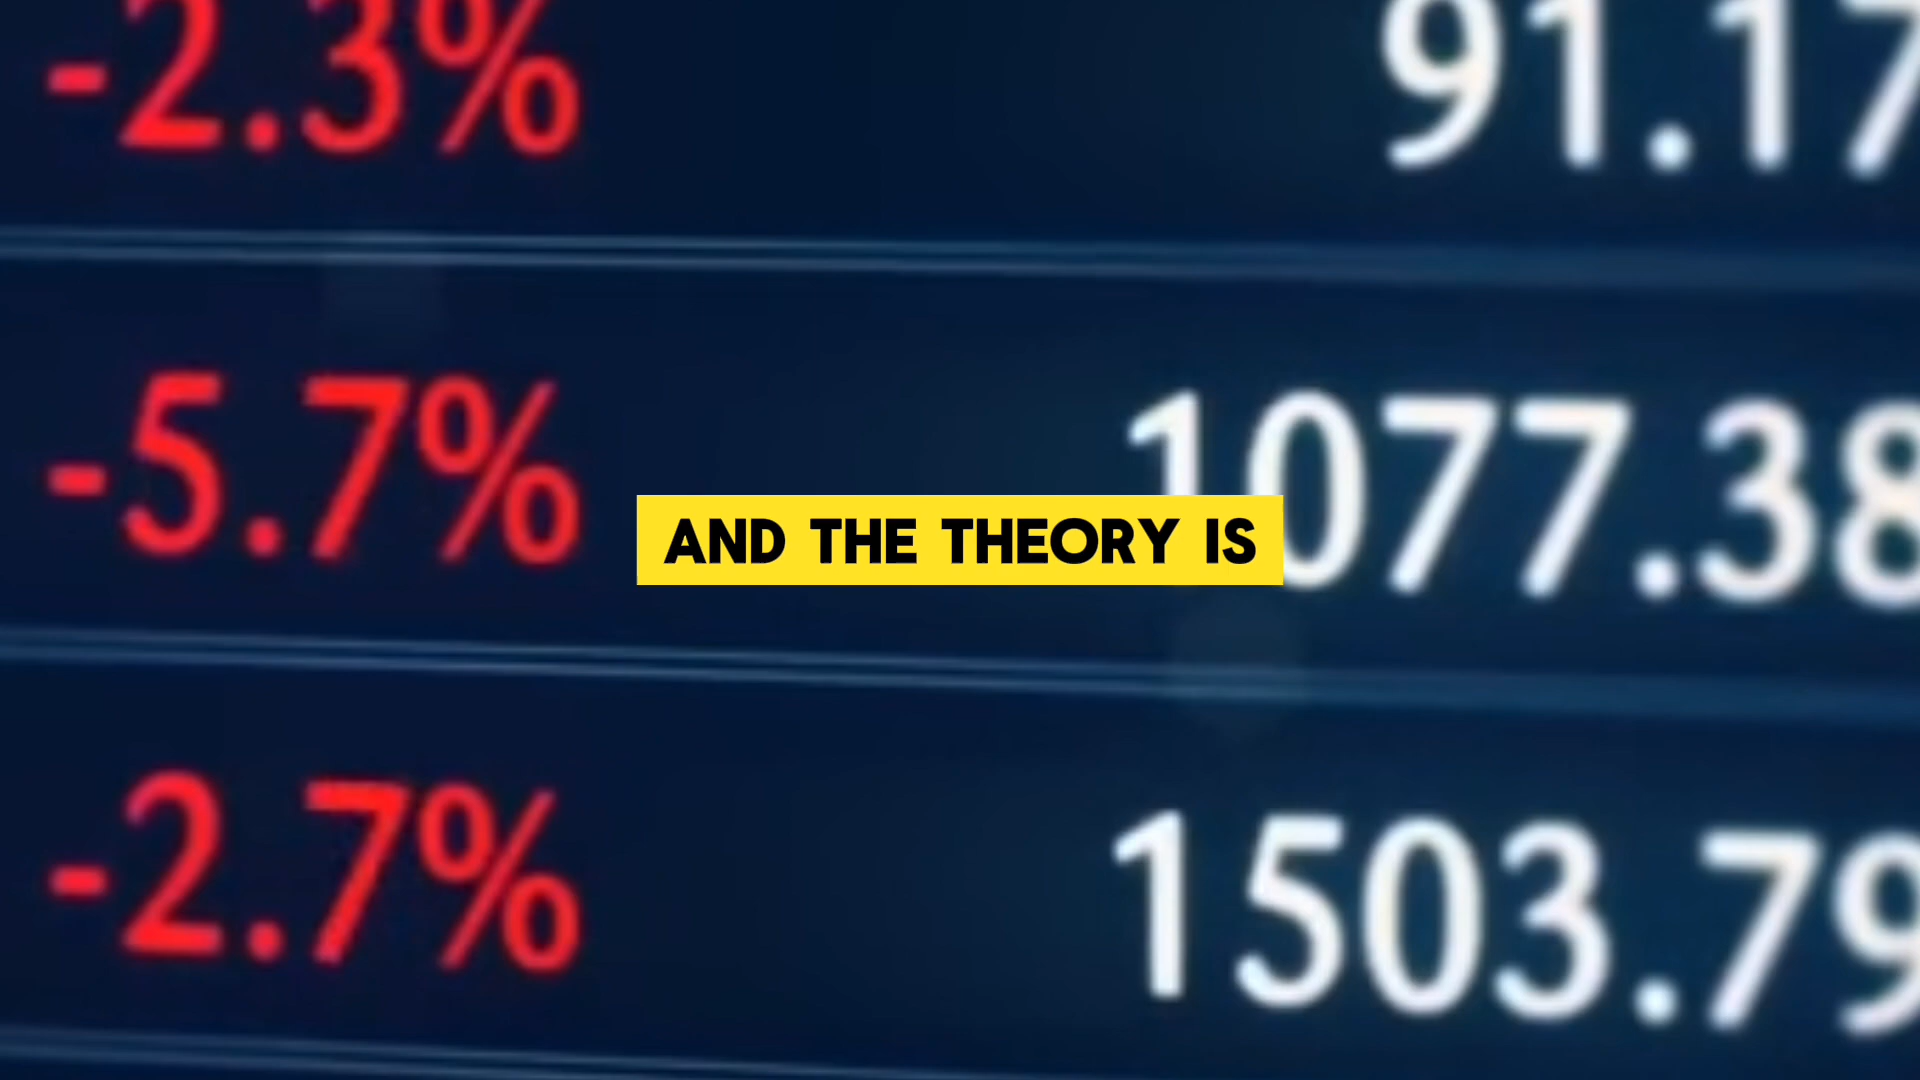 -2.3% 91.17
-5.7% 1077.38
AND THE THEORY IS
-2.7% 1503.79